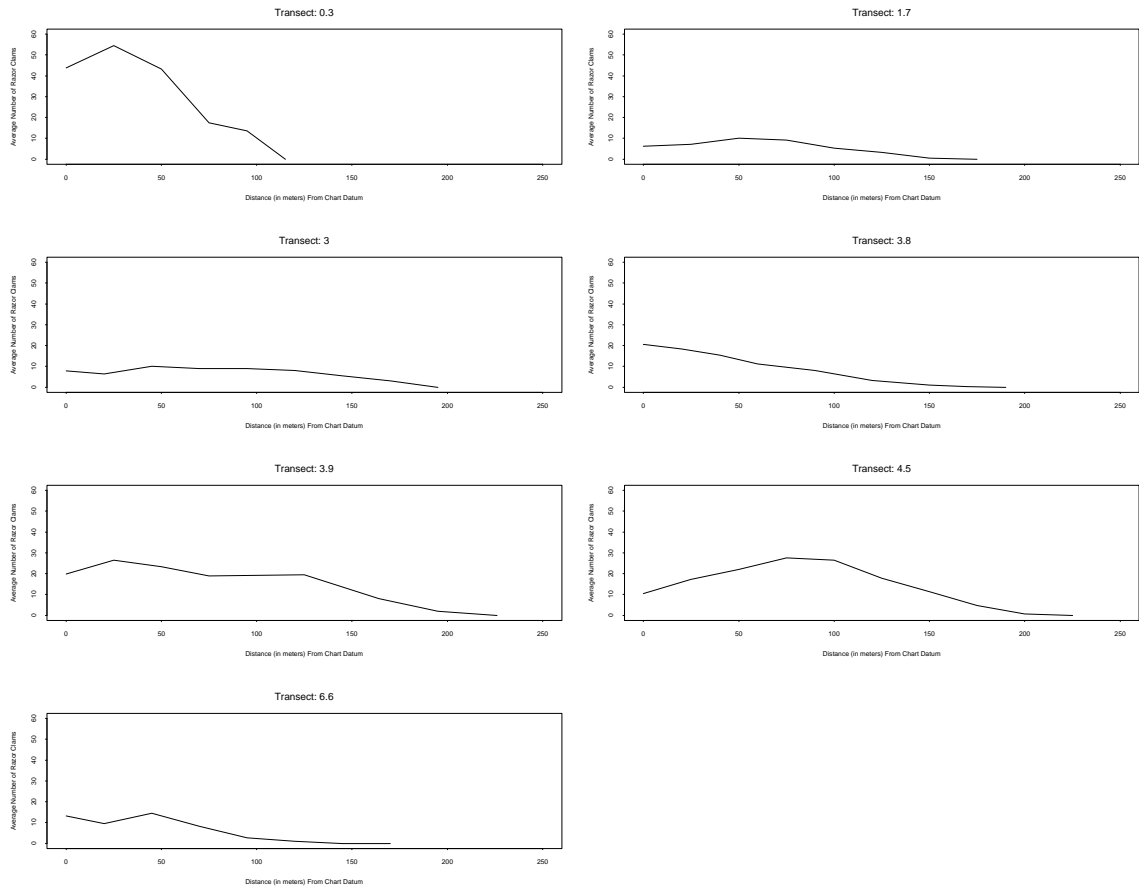 Transect: 0.3
Average Number of Razor Clams
60
50
40
30
20
10
0
0 50 100 150 200 250
Distance (in meters) From Chart Datum
Transect: 1.7
Average Number of Razor Clams
60
50
40
30
20
10
0
0 50 100 150 200 250
Distance (in meters) From Chart Datum
Transect: 3
Average Number of Razor Clams
60
50
40
30
20
10
0
0 50 100 150 200 250
Distance (in meters) From Chart Datum
Transect: 3.8
Average Number of Razor Clams
60
50
40
30
20
10
0
0 50 100 150 200 250
Distance (in meters) From Chart Datum
Transect: 3.9
Average Number of Razor Clams
60
50
40
30
20
10
0
0 50 100 150 200 250
Distance (in meters) From Chart Datum
Transect: 4.5
Average Number of Razor Clams
60
50
40
30
20
10
0
0 50 100 150 200 250
Distance (in meters) From Chart Datum
Transect: 6.6
Average Number of Razor Clams
60
50
40
30
20
10
0
0 50 100 150 200 250
Distance (in meters) From Chart Datum